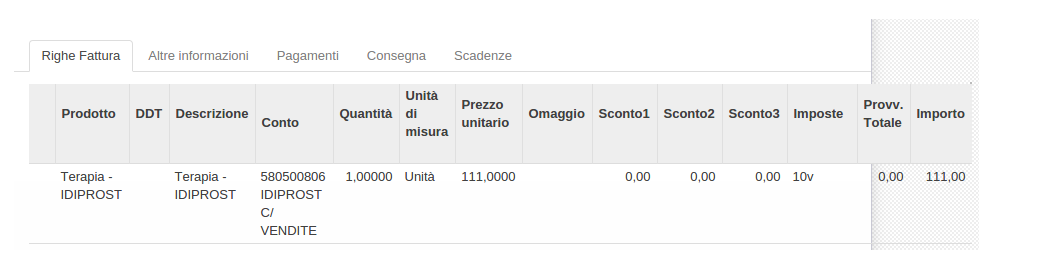 Righe Fattura Altre informazioni Pagamenti Consegna Scadenze
Prodotto DDT Descrizione Conto Quantità Unità di misura Prezzo unitario Omaggio Sconto1 Sconto2 Sconto3 Imposte Provv. Totale Importo
Terapia - Terapia - 580500806 1,00000 Unità 111,0000 0,00 0,00 0,00 10v 0,00 111,00
IDIPROST IDIPROST IDIPROST
C/
VENDITE